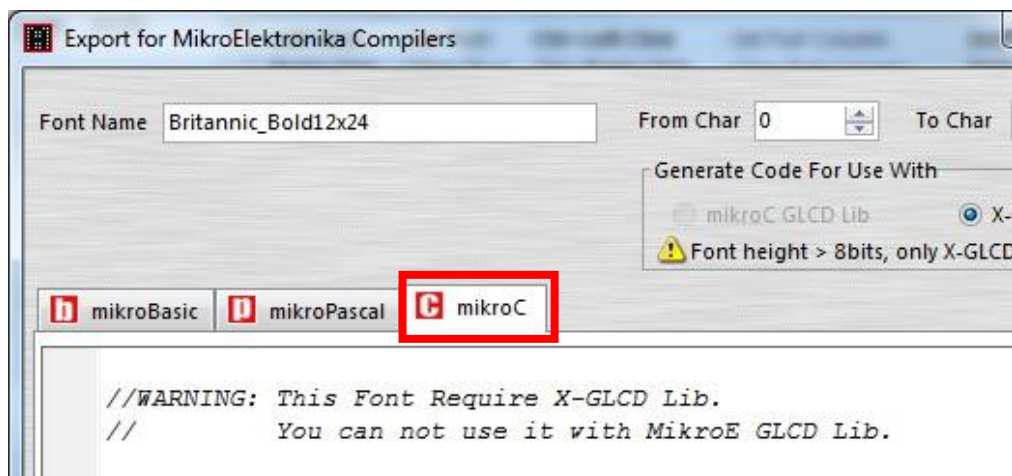 Export for MikroElektronika Compilers
Font Name Britannic_Bold12x24 From Char 0 To Char
Generate Code For Use With
mikroC GLCD Lib X-
Font height > 8bits, only X-GLCD
b mikroBasic p mikroPascal C mikroC
//WARNING: This Font Require X-GLCD Lib.
// You can not use it with MikroE GLCD Lib.